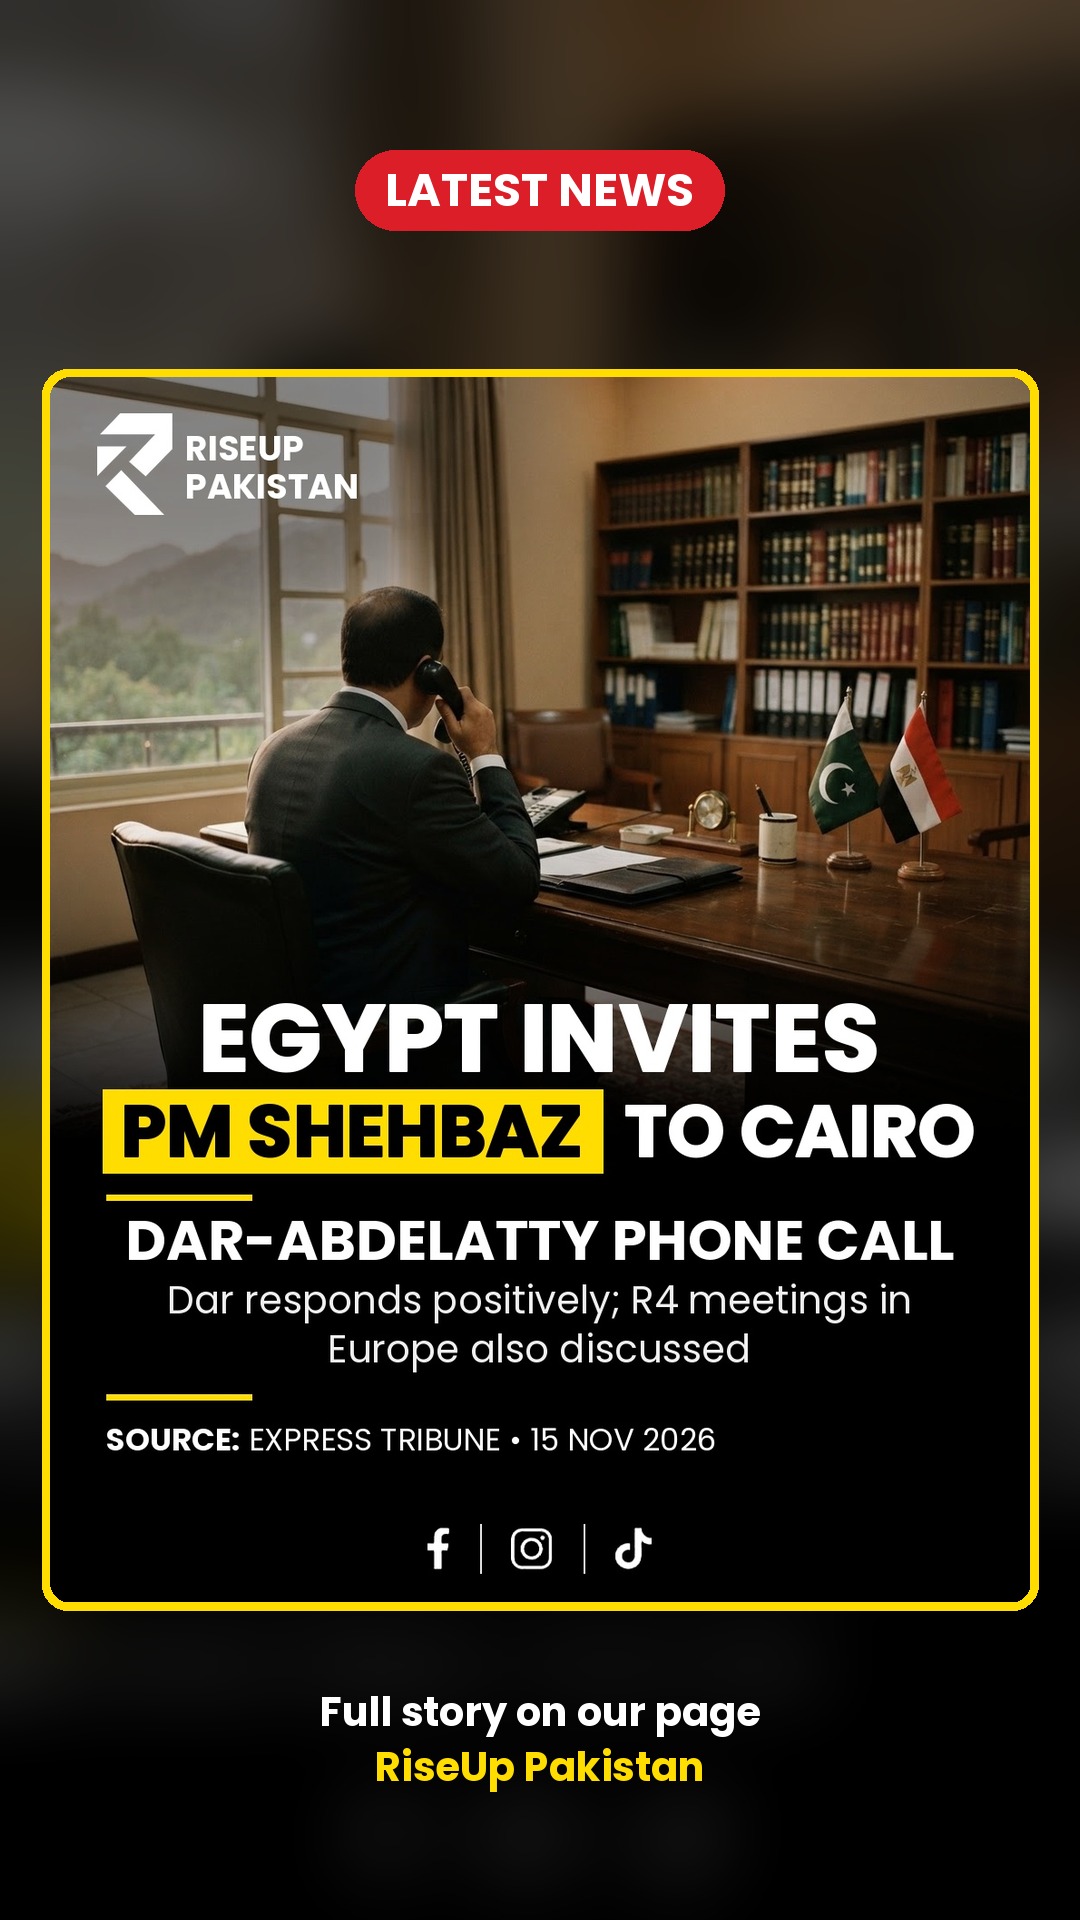 LATEST NEWS
RISEUP
PAKISTAN
EGYPT INVITES
PM SHEHBAZ TO CAIRO
DAR-ABDELATTY PHONE CALL
Dar responds positively; R4 meetings in
Europe also discussed
SOURCE: EXPRESS TRIBUNE • 15 NOV 2026
Full story on our page
RiseUp Pakistan